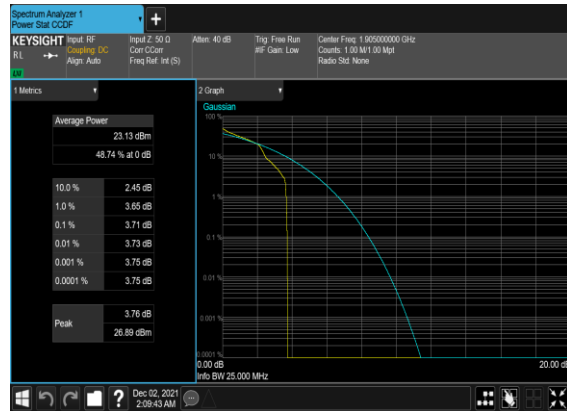 Spectrum Analyzer 1
Power Stat CCDF
+
KEYSIGHT
RL
LV
Input: RF
Coupling: DC
Align: Auto
Input Z: 50 Ω
Corr CCorr
Freq Ref: Int (S)
Atten: 40 dB
Trig: Free Run
#IF Gain: Low
Center Freq: 1.905000000 GHz
Counts: 1.00 M/1.00 Mpt
Radio Std: None
1 Metrics
Average Power
23.13 dBm
48.74 % at 0 dB
10.0 % 2.45 dB
1.0 % 3.65 dB
0.1 % 3.71 dB
0.01 % 3.73 dB
0.001 % 3.75 dB
0.0001 % 3.75 dB
Peak
3.76 dB
26.89 dBm
2 Graph
Gaussian
100 %
10 %
1 %
0.1 %
0.01 %
0.001 %
0.0001 %
0.00 dB
20.00 dB
Info BW 25.000 MHz
?
Dec 02, 2021
2:09:43 AM